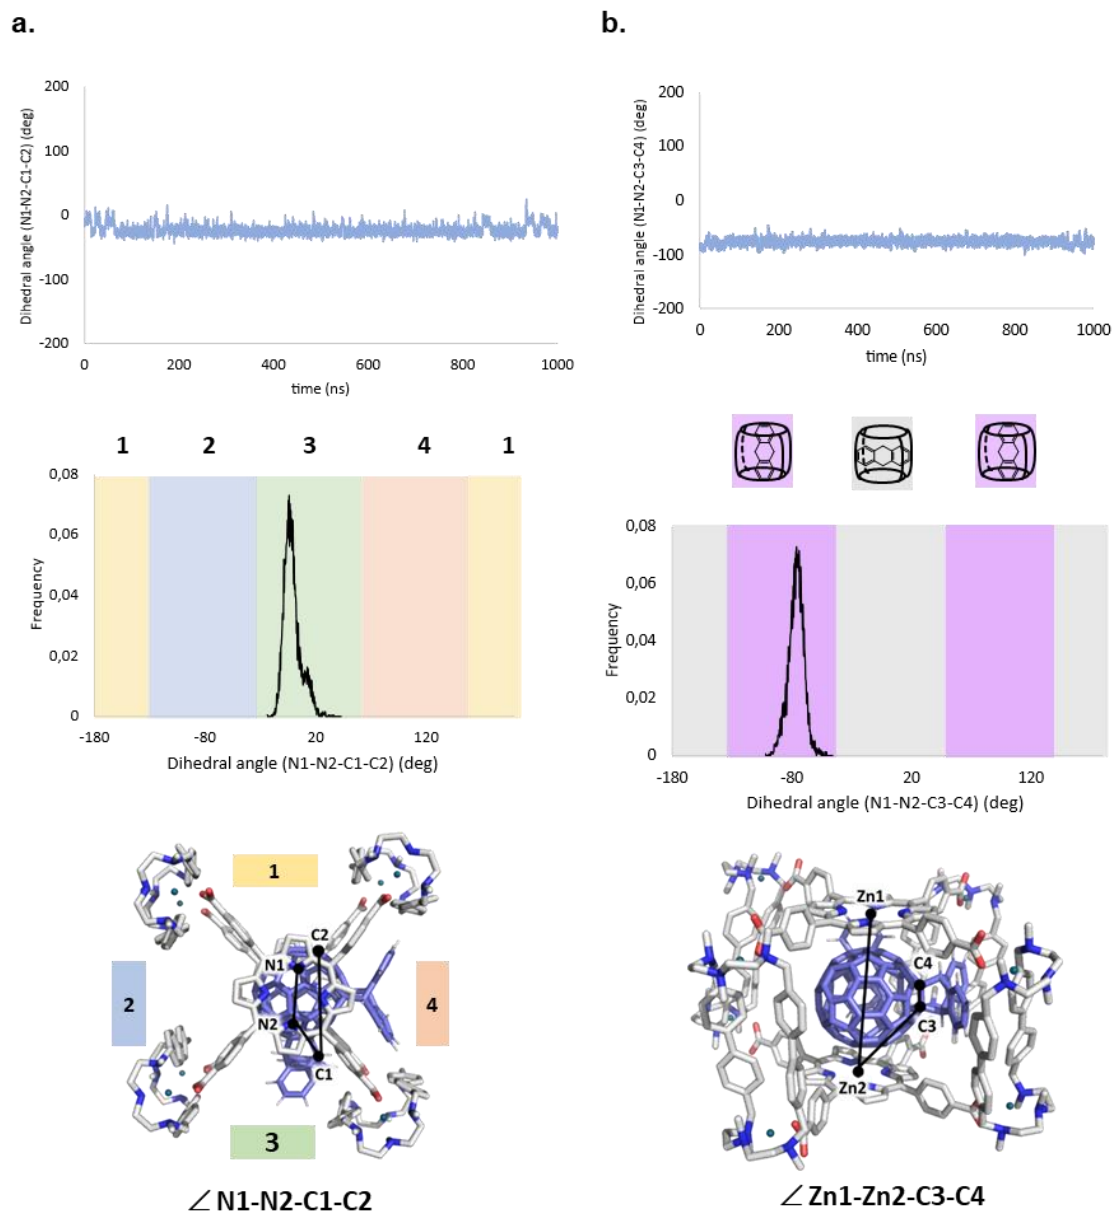 a.
Dihedral angle (N1-N2-C1-C2) (deg)
200
100
0
-100
-200
0 200 400 600 800 1000
time (ns)
1 2 3 4 1
Frequency
0,08
0,06
0,04
0,02
0
-180 -80 20 120
Dihedral angle (N1-N2-C1-C2) (deg)
1
2
3
4
C2
N1
N2
C1
∠ N1-N2-C1-C2
b.
Dihedral angle (N1-N2-C3-C4) (deg)
200
100
0
-100
-200
0 200 400 600 800 1000
time (ns)
Frequency
0,08
0,06
0,04
0,02
0
-180 -80 20 120
Dihedral angle (N1-N2-C3-C4) (deg)
Zn1
C4
C3
Zn2
∠ Zn1-Zn2-C3-C4